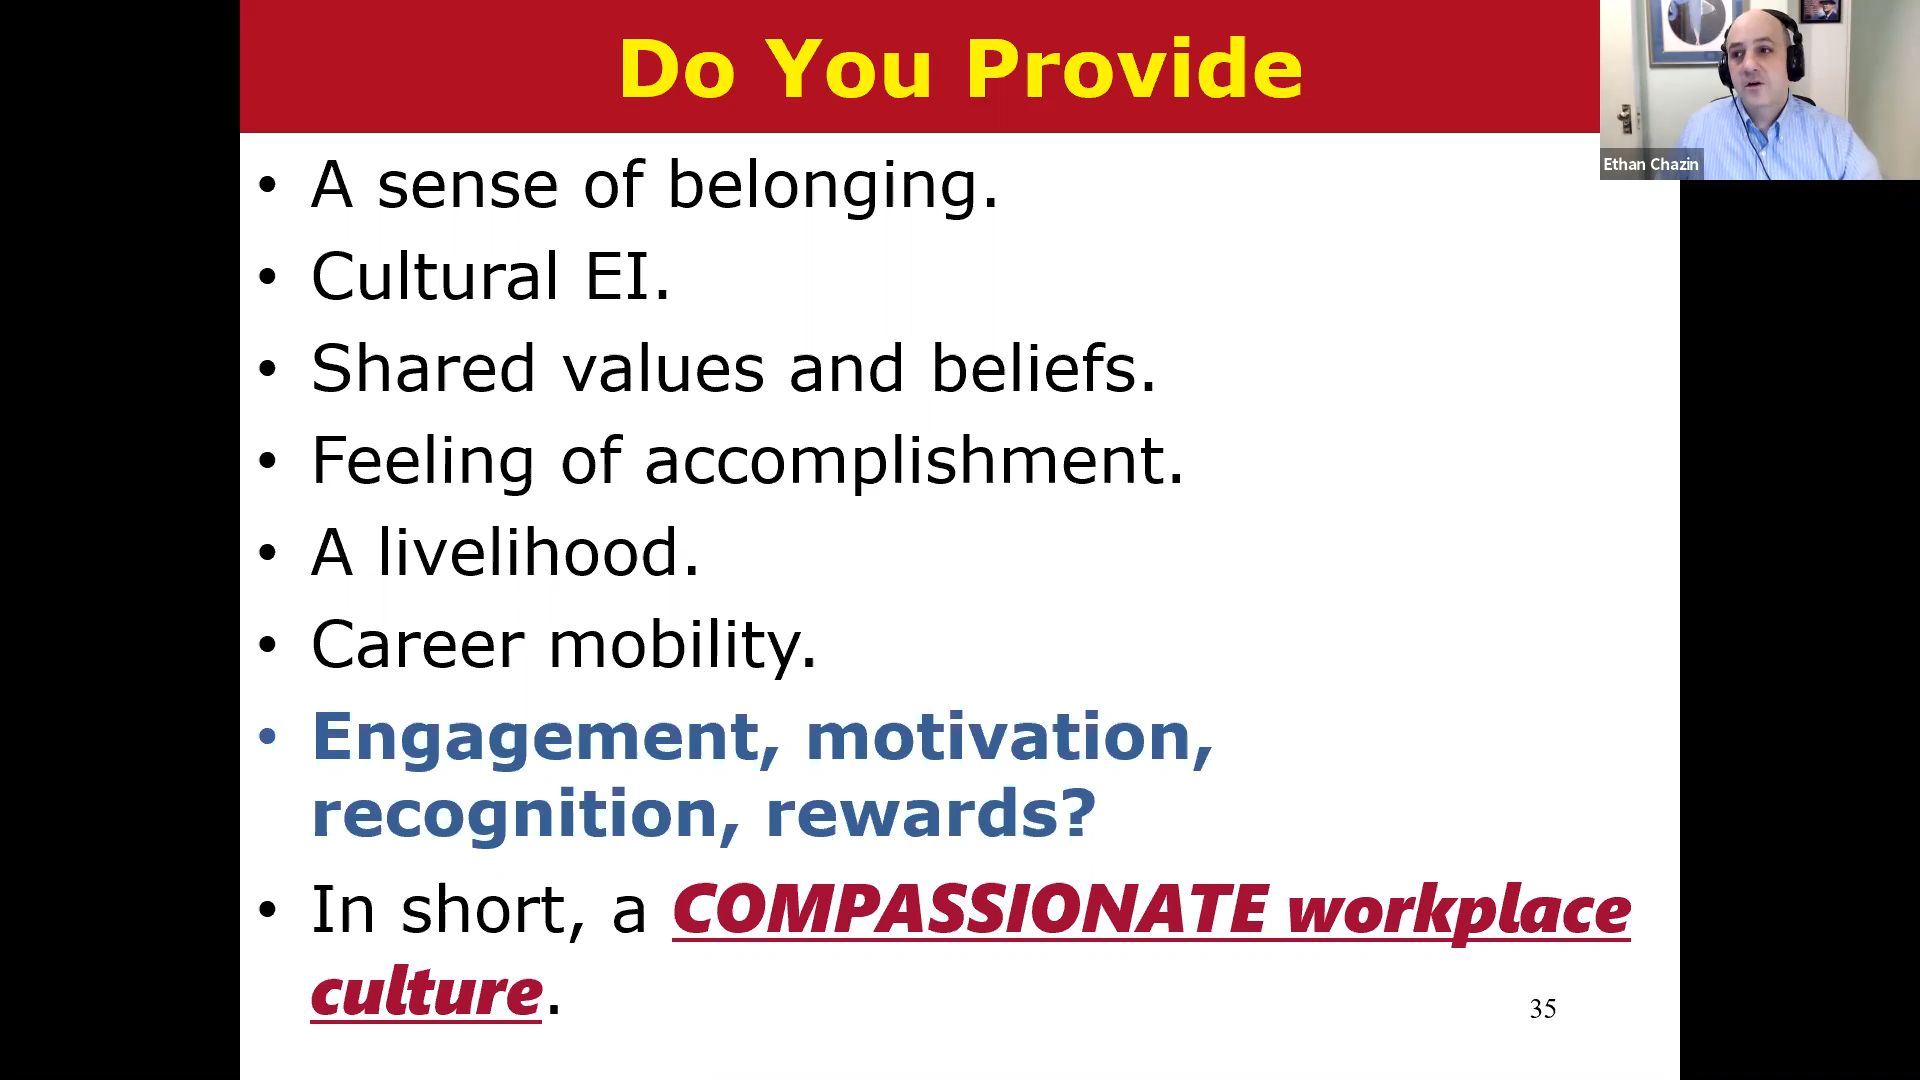 Do You Provide
Ethan Chazin
• A sense of belonging.
• Cultural EI.
• Shared values and beliefs.
• Feeling of accomplishment.
• A livelihood.
• Career mobility.
• Engagement, motivation,
recognition, rewards?
• In short, a COMPASSIONATE workplace
culture.
35